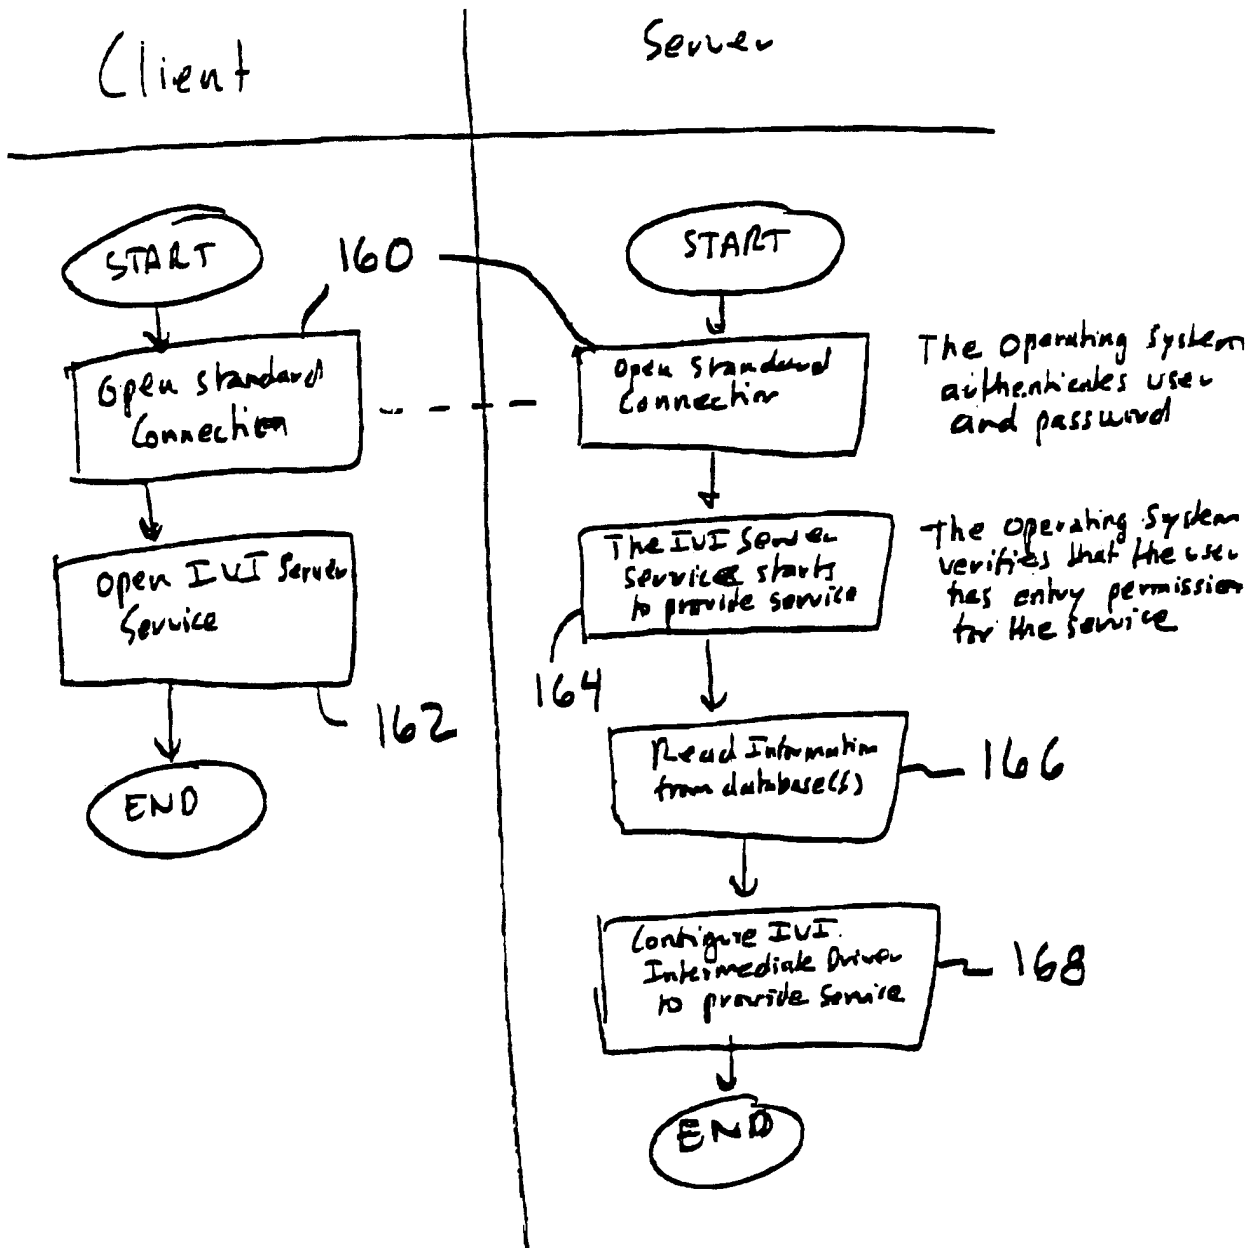 Client
Server
START
160
START
Open Standard
Connection
Open Standard
Connection
The Operating System
authenticates user
and password
Open IVI Server
Service
The IVI Server
Services starts
to provide service
The Operating System
verifies that the user
has entry permission
for the service
164
162
Read Information
from database(s)
166
END
Configure IVI
Intermediate Driver
to provide service
168
END